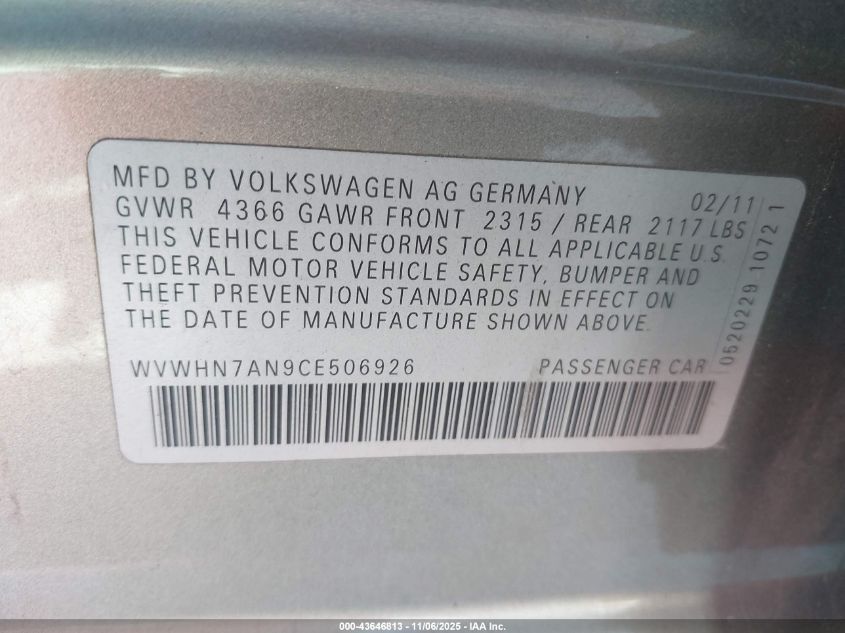 MFD BY VOLKSWAGEN AG GERMANY 02/11
GVWR 4366 GAWR FRONT 2315 / REAR 2117 LBS
THIS VEHICLE CONFORMS TO ALL APPLICABLE U.S.
FEDERAL MOTOR VEHICLE SAFETY, BUMPER AND
THEFT PREVENTION STANDARDS IN EFFECT ON
THE DATE OF MANUFACTURE SHOWN ABOVE.
WVWHN7AN9CE506926 PASSENGER CAR
0520229 1072 1
000-43646813 - 11/06/2025 - IAA Inc.